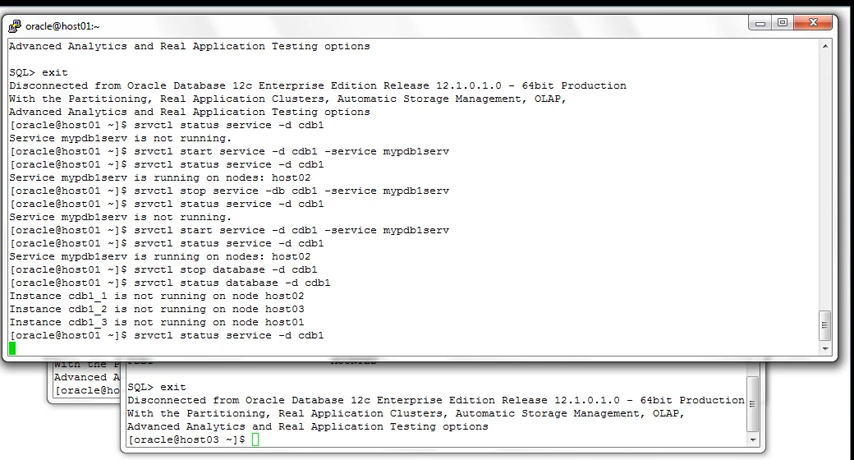 oracle@host01:~
Advanced Analytics and Real Application Testing options
SQL> exit
Disconnected from Oracle Database 12c Enterprise Edition Release 12.1.0.1.0 - 64bit Production
With the Partitioning, Real Application Clusters, Automatic Storage Management, OLAP,
Advanced Analytics and Real Application Testing options
[oracle@host01 ~]$ srvctl status service -d cdb1
Service mypdb1serv is not running.
[oracle@host01 ~]$ srvctl start service -d cdb1 -service mypdb1serv
[oracle@host01 ~]$ srvctl status service -d cdb1
Service mypdb1serv is running on nodes: host02
[oracle@host01 ~]$ srvctl stop service -db cdb1 -service mypdb1serv
[oracle@host01 ~]$ srvctl status service -d cdb1
Service mypdb1serv is not running.
[oracle@host01 ~]$ srvctl start service -d cdb1 -service mypdb1serv
[oracle@host01 ~]$ srvctl status service -d cdb1
Service mypdb1serv is running on nodes: host02
[oracle@host01 ~]$ srvctl stop database -d cdb1
[oracle@host01 ~]$ srvctl status database -d cdb1
Instance cdb1_1 is not running on node host02
Instance cdb1_2 is not running on node host03
Instance cdb1_3 is not running on node host01
[oracle@host01 ~]$ srvctl status service -d cdb1
With the P
Advanced A
[oracle@ho
SQL> exit
Disconnected from Oracle Database 12c Enterprise Edition Release 12.1.0.1.0 - 64bit Production
With the Partitioning, Real Application Clusters, Automatic Storage Management, OLAP,
Advanced Analytics and Real Application Testing options
[oracle@host03 ~]$